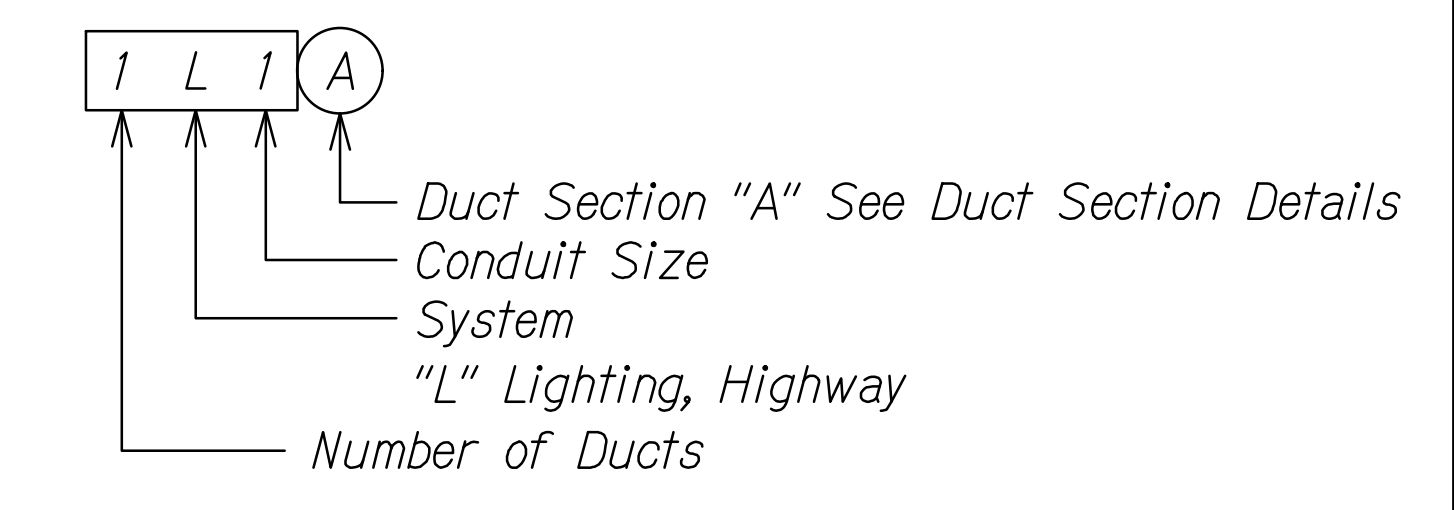 1 L 1 A
Duct Section "A" See Duct Section Details
Conduit Size
System
"L" Lighting, Highway
Number of Ducts